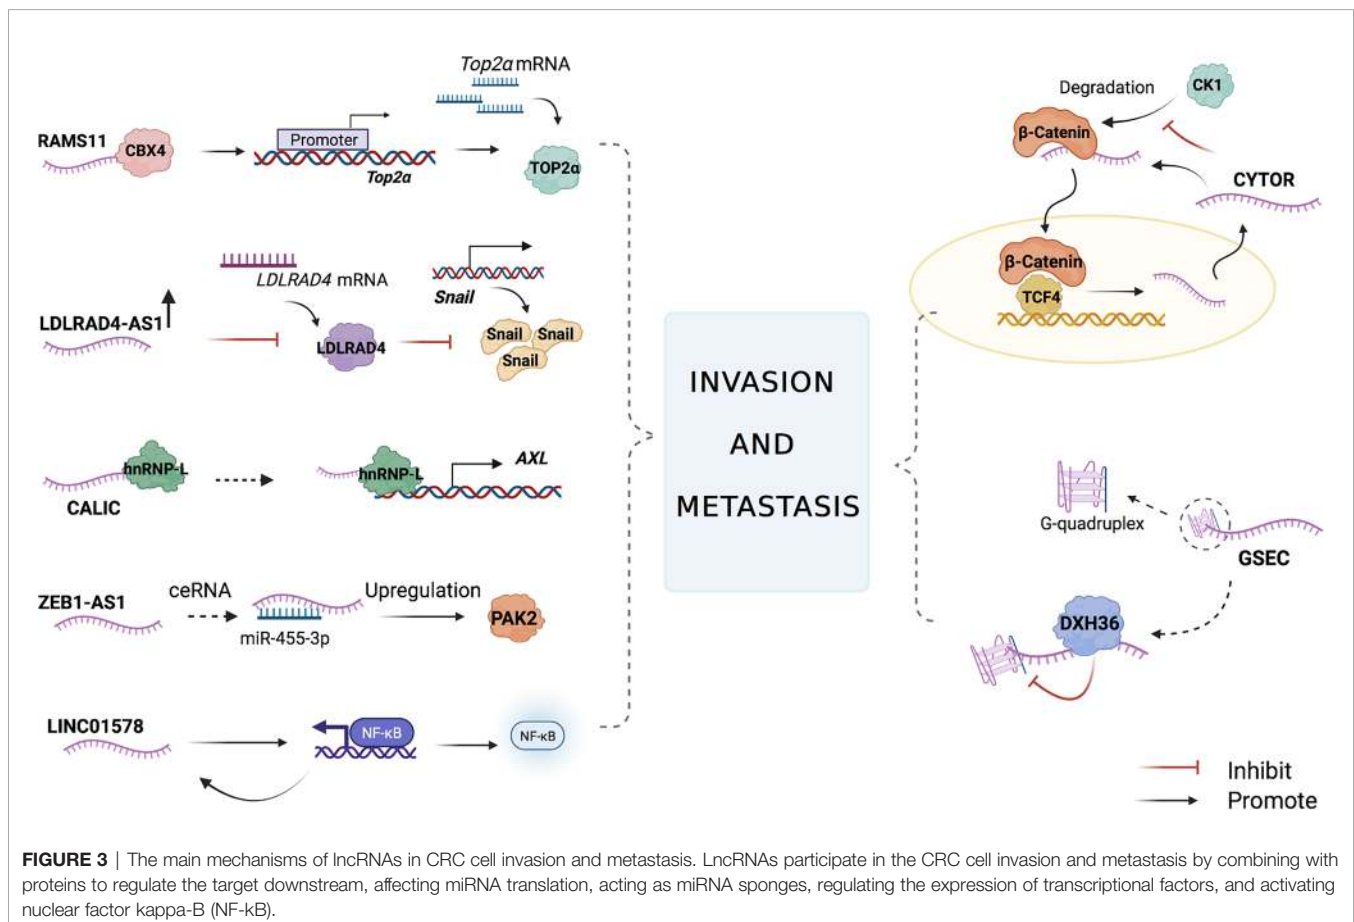 Top2α mRNA
RAMS11
CBX4
Promoter
Top2α
TOP2α
LDLRAD4 mRNA
Snail
LDLRAD4-AS1
LDLRAD4
Snail Snail
Snail
hnRNP-L
CALIC
hnRNP-L
AXL
ZEB1-AS1
ceRNA
miR-455-3p
Upregulation
PAK2
LINC01578
NF-κB
NF-κB
INVASION
AND
METASTASIS
Degradation
CK1
β-Catenin
CYTOR
β-Catenin
TCF4
G-quadruplex
GSEC
DXH36
Inhibit
Promote
FIGURE 3 | The main mechanisms of lncRNAs in CRC cell invasion and metastasis. LncRNAs participate in the CRC cell invasion and metastasis by combining with
proteins to regulate the target downstream, affecting miRNA translation, acting as miRNA sponges, regulating the expression of transcriptional factors, and activating
nuclear factor kappa-B (NF-kB).